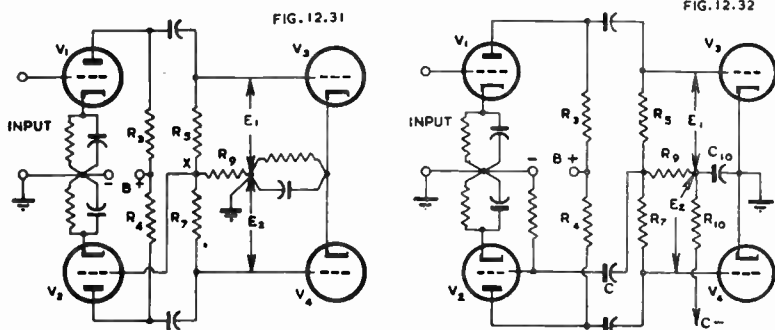 FIG. 12.31
V1
V3
INPUT
R3
R5
E1
X
R9
B +
-
R4
R7
E2
V2
V4
FIG. 12.32
V1
V3
INPUT
R3
R5
E1
R9
C10
-
B +
E2
R4
R7
R10
V2
C
V4
C-